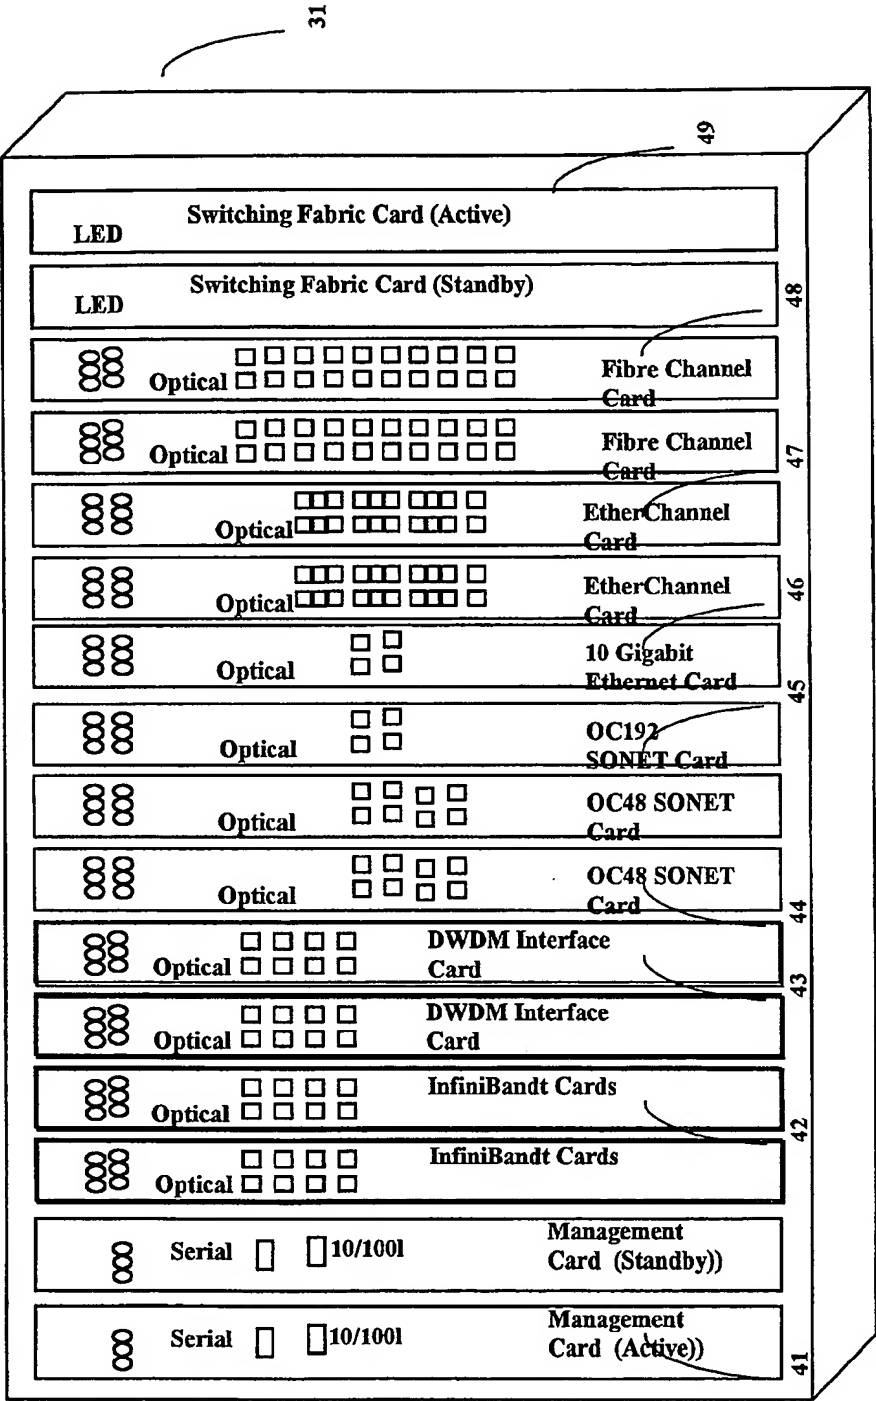 31
49
Switching Fabric Card (Active)
LED
Switching Fabric Card (Standby)
LED
48
Optical
Fibre Channel
Card
Optical
Fibre Channel
Card
47
Optical
EtherChannel
Card
Optical
EtherChannel
Card
46
Optical
10 Gigabit
Ethernet Card
45
Optical
OC192
SONET Card
Optical
OC48 SONET
Card
Optical
OC48 SONET
Card
44
Optical
DWDM Interface
Card
43
Optical
DWDM Interface
Card
Optical
InfiniBandt Cards
42
Optical
InfiniBandt Cards
Serial
10/100l
Management
Card (Standby))
Serial
10/100l
Management
Card (Active))
41